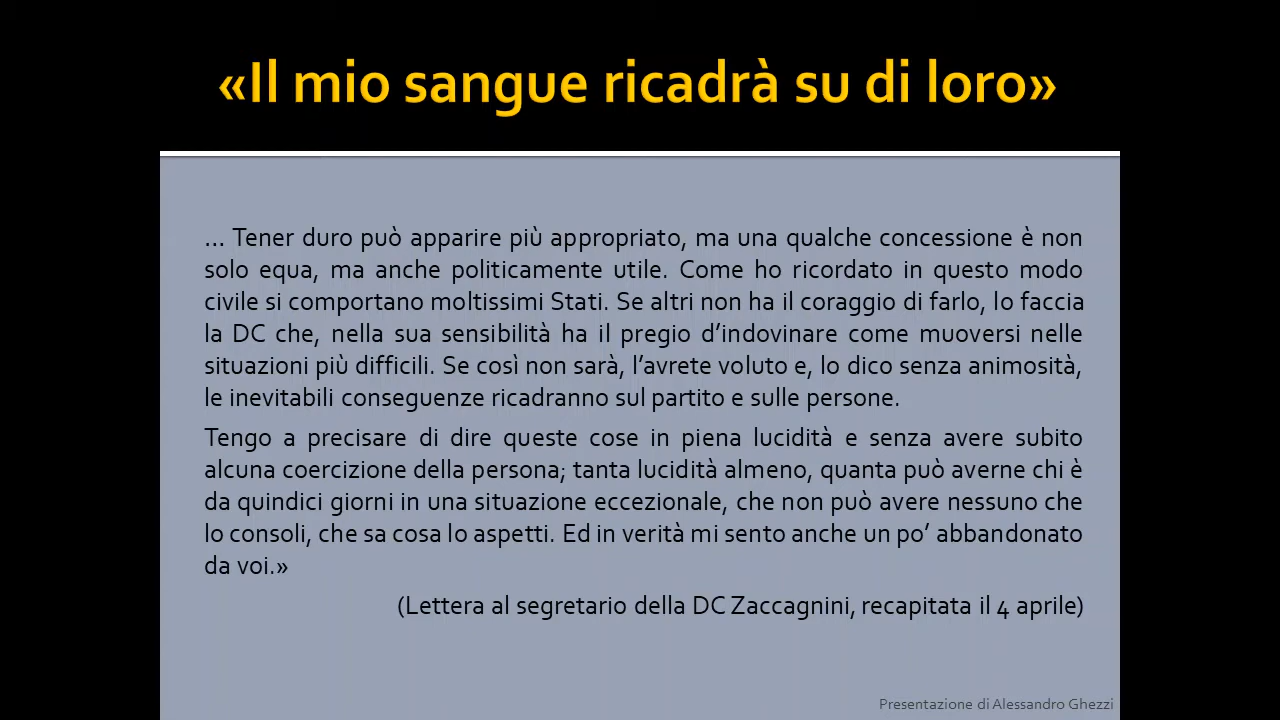 «Il mio sangue ricadrà su di loro»
... Tener duro può apparire più appropriato, ma una qualche concessione è non
solo equa, ma anche politicamente utile. Come ho ricordato in questo modo
civile si comportano moltissimi Stati. Se altri non ha il coraggio di farlo, lo faccia
la DC che, nella sua sensibilità ha il pregio d’indovinare come muoversi nelle
situazioni più difficili. Se così non sarà, l’avrete voluto e, lo dico senza animosità,
le inevitabili conseguenze ricadranno sul partito e sulle persone.
Tengo a precisare di dire queste cose in piena lucidità e senza avere subito
alcuna coercizione della persona; tanta lucidità almeno, quanta può averne chi è
da quindici giorni in una situazione eccezionale, che non può avere nessuno che
lo consoli, che sa cosa lo aspetti. Ed in verità mi sento anche un po’ abbandonato
da voi.»
(Lettera al segretario della DC Zaccagnini, recapitata il 4 aprile)
Presentazione di Alessandro Ghezzi